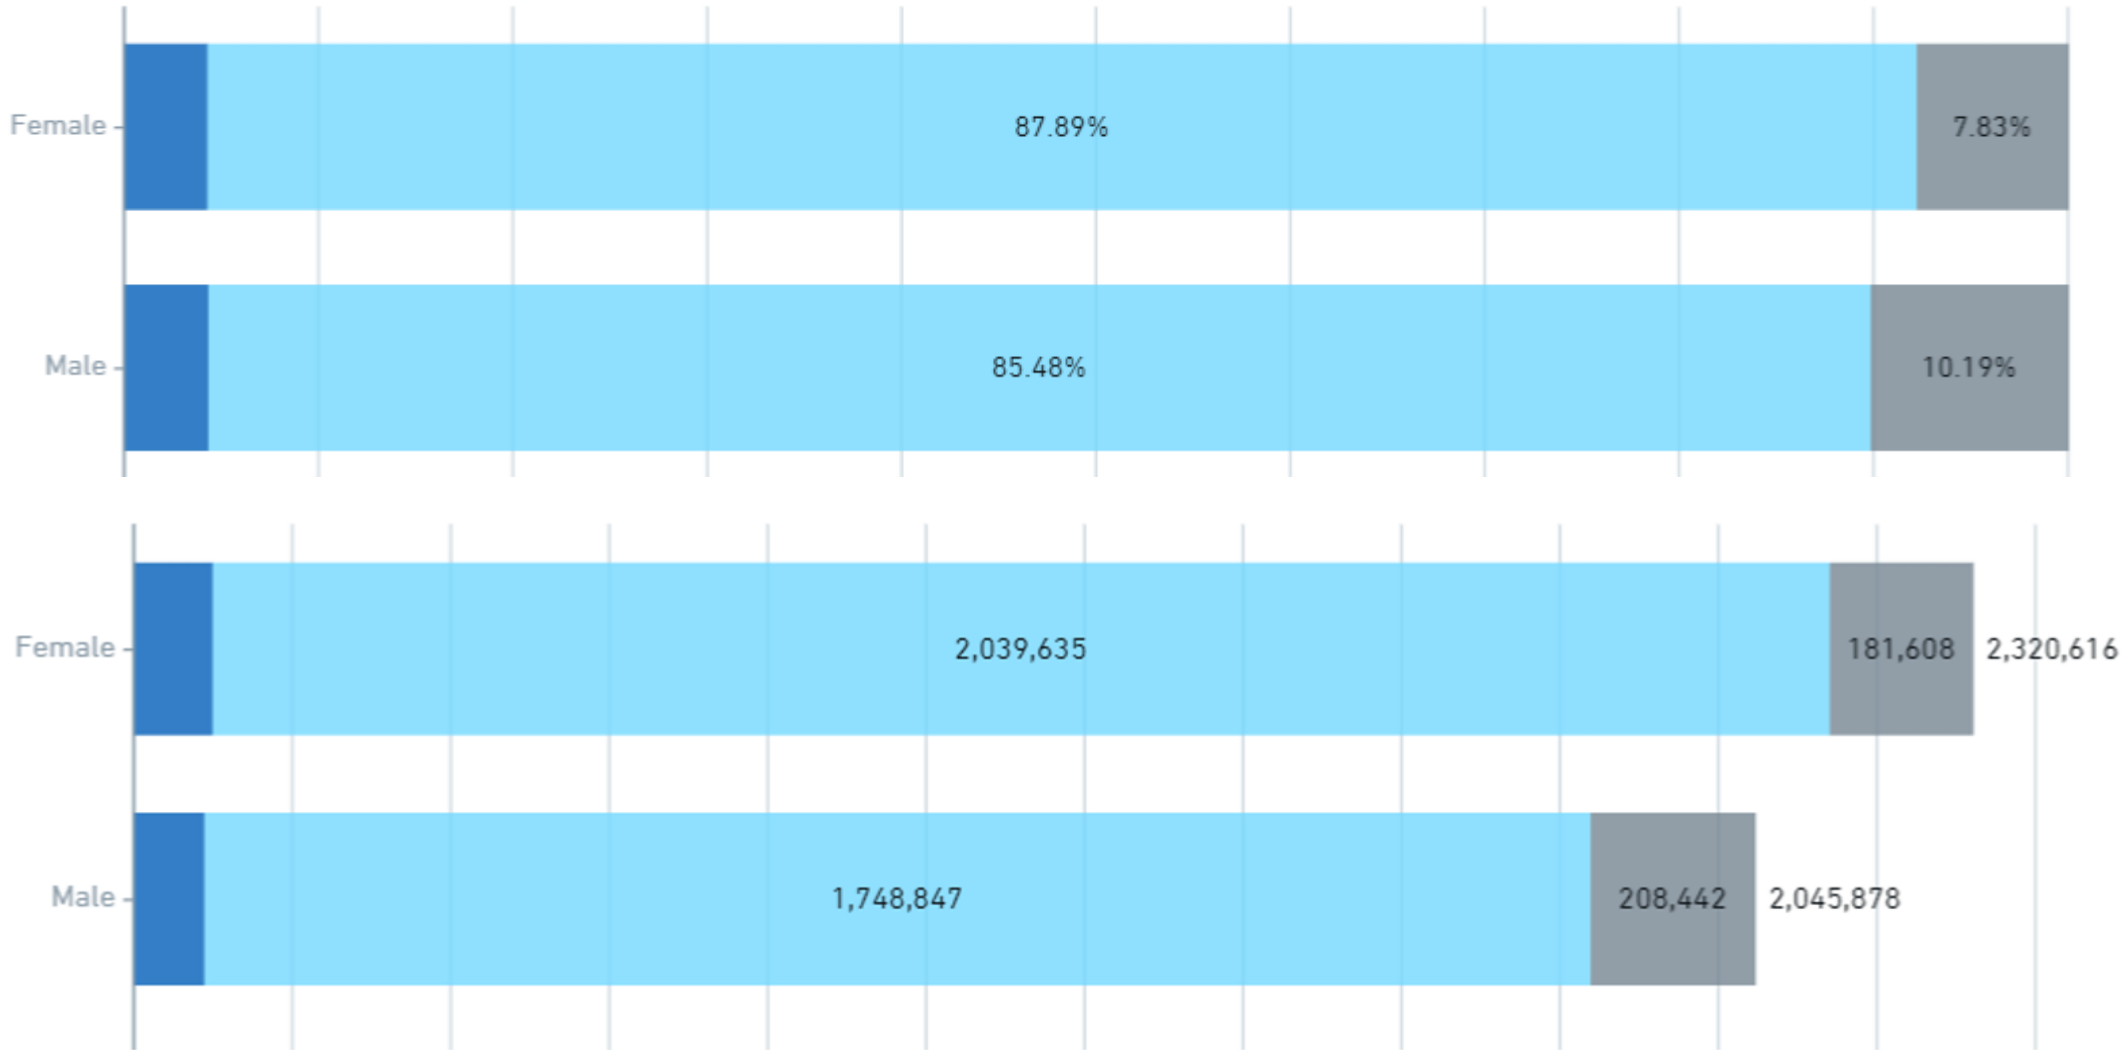 Female 87.89% 7.83%
Male 85.48% 10.19%
Female 2,039,635 181,608 2,320,616
Male 1,748,847 208,442 2,045,878